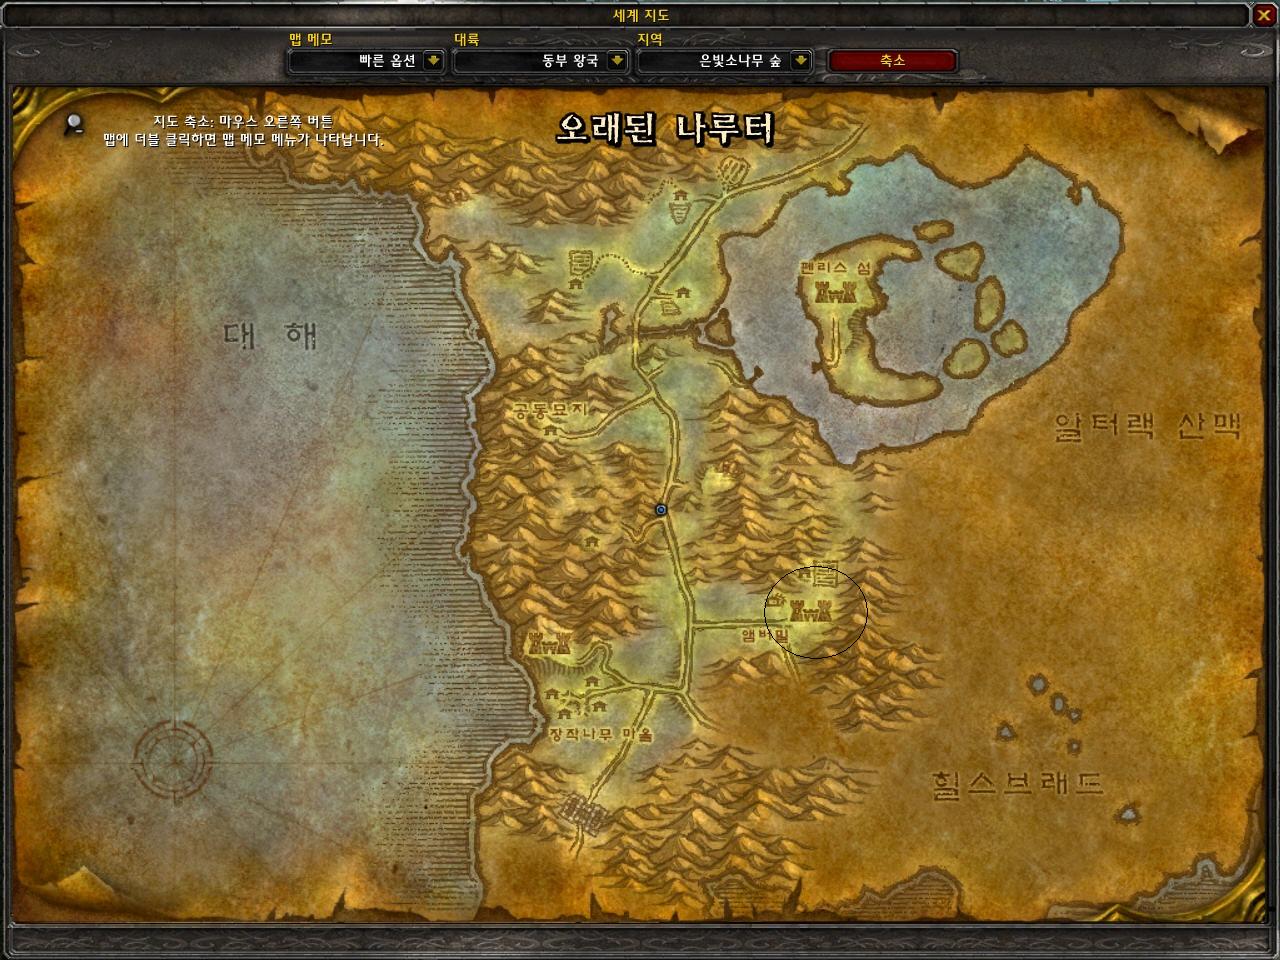 세계 지도
맵 메모
대륙
지역
빠른 옵션
동부 왕국
은빛소나무 숲
축소
지도 축소: 마우스 오른쪽 버튼
맵에 더블 클릭하면 맵 메모 메뉴가 나타납니다.
오래된 나루터
펜리스 섬
대 해
공동묘지
알터랙 산맥
앰버밀
장작나무 마을
힐스브래드